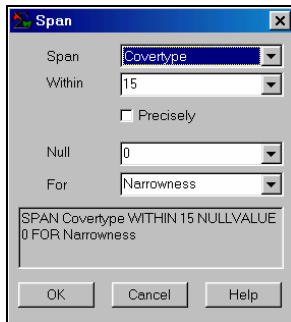 Span
Span Covertype
Within 15
Precisely
Null 0
For Narrowness
SPAN Covertype WITHIN 15 NULLVALUE
0 FOR Narrowness
OK Cancel Help